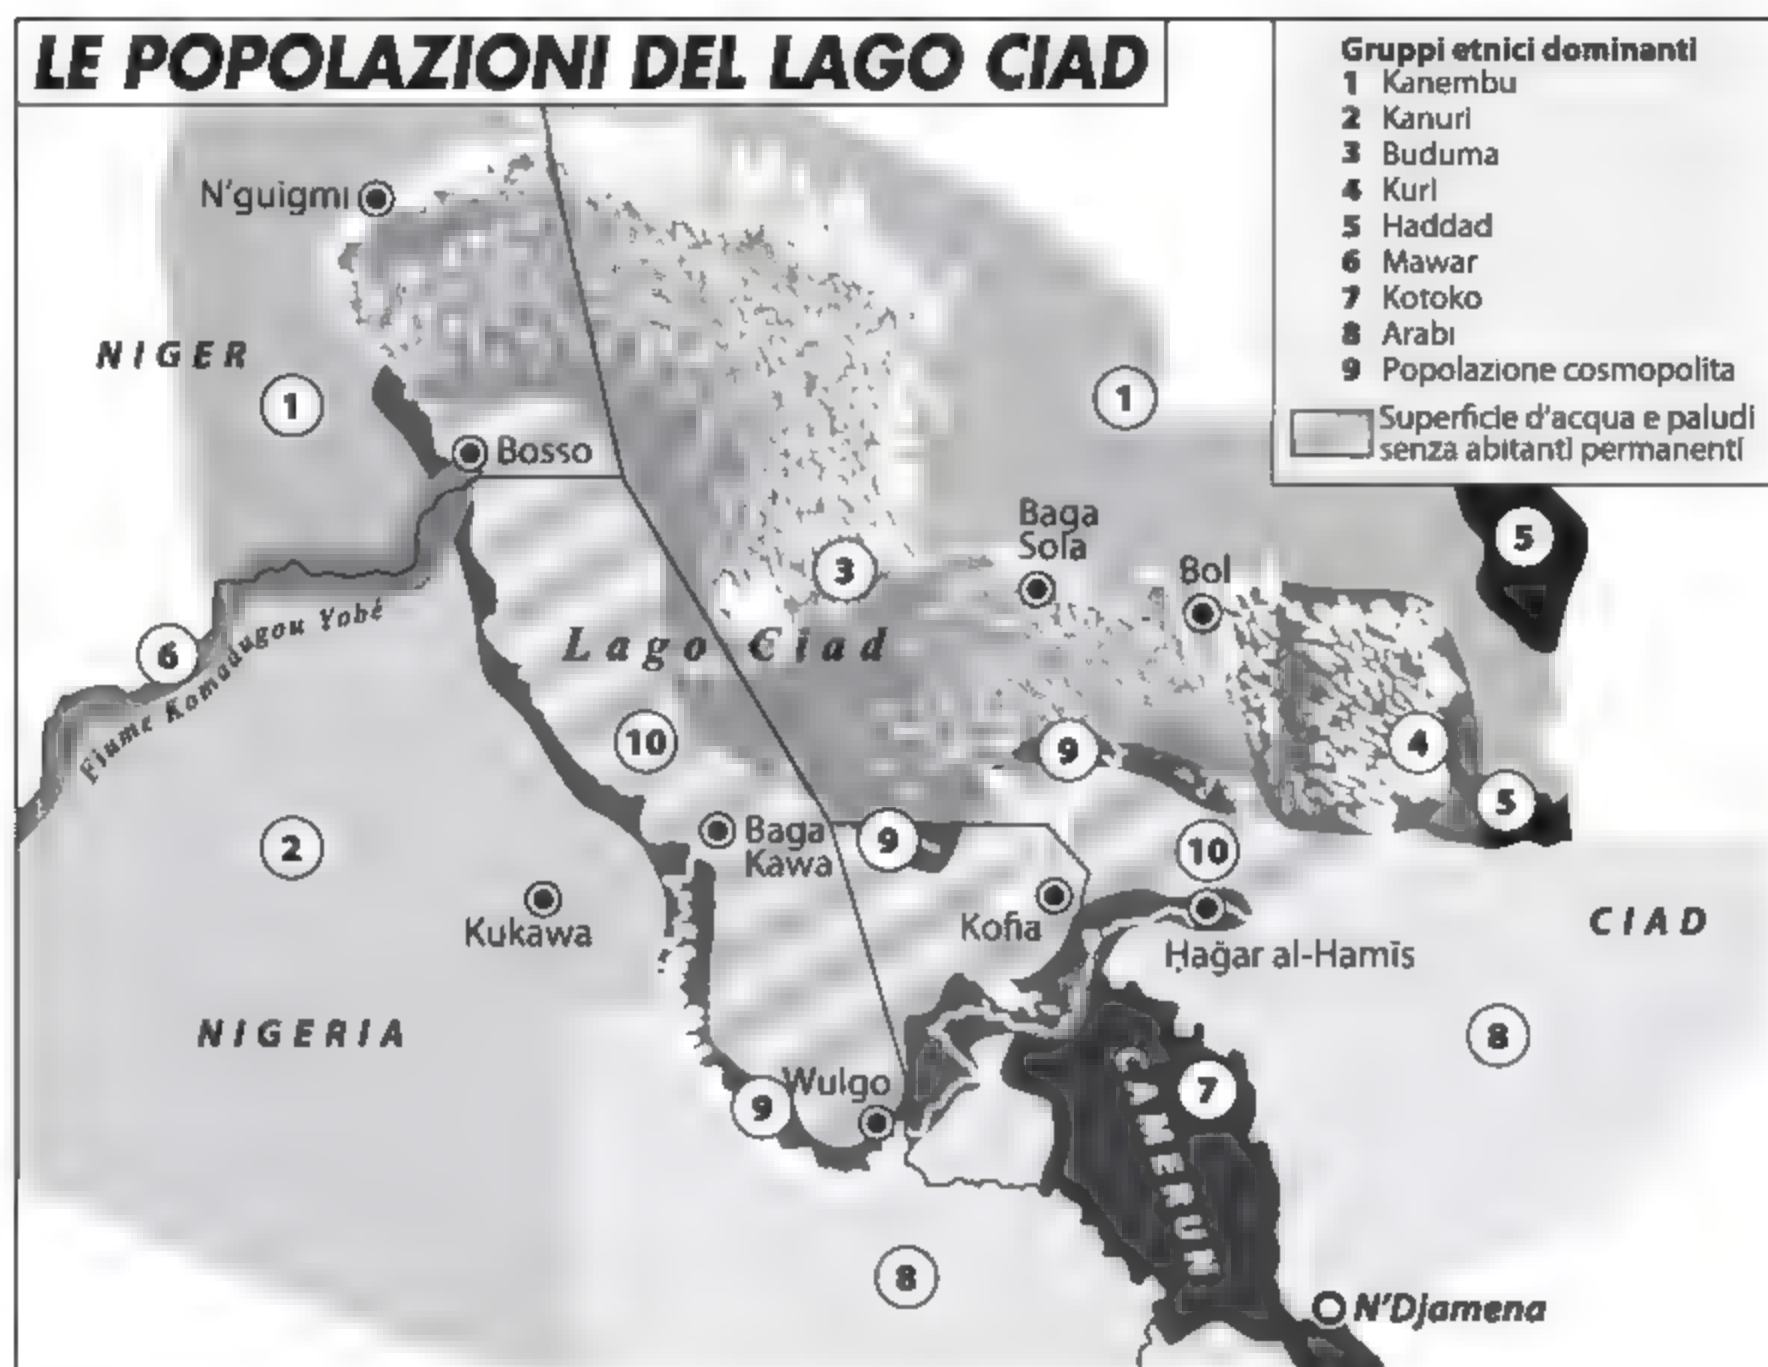 LE POPOLAZIONI DEL LAGO CIAD
Gruppi etnici dominanti
1 Kanembu
2 Kanuri
3 Buduma
4 Kuri
5 Haddad
6 Mawar
7 Kotoko
8 Arabi
9 Popolazione cosmopolita
Superficie d'acqua e paludi
senza abitanti permanenti
N'guigmi
NIGER
1
1
Bosso
Baga
Sola
5
3
Bol
6
Fiume Komadugou Yobé
Lago Ciad
10
9
4
5
2
Baga
Kawa
9
10
Kukawa
Kofia
CIAD
Ḥaǧar al-Hamīs
NIGERIA
8
Wulgo
9
7
CAMERUN
8
N'Djamena